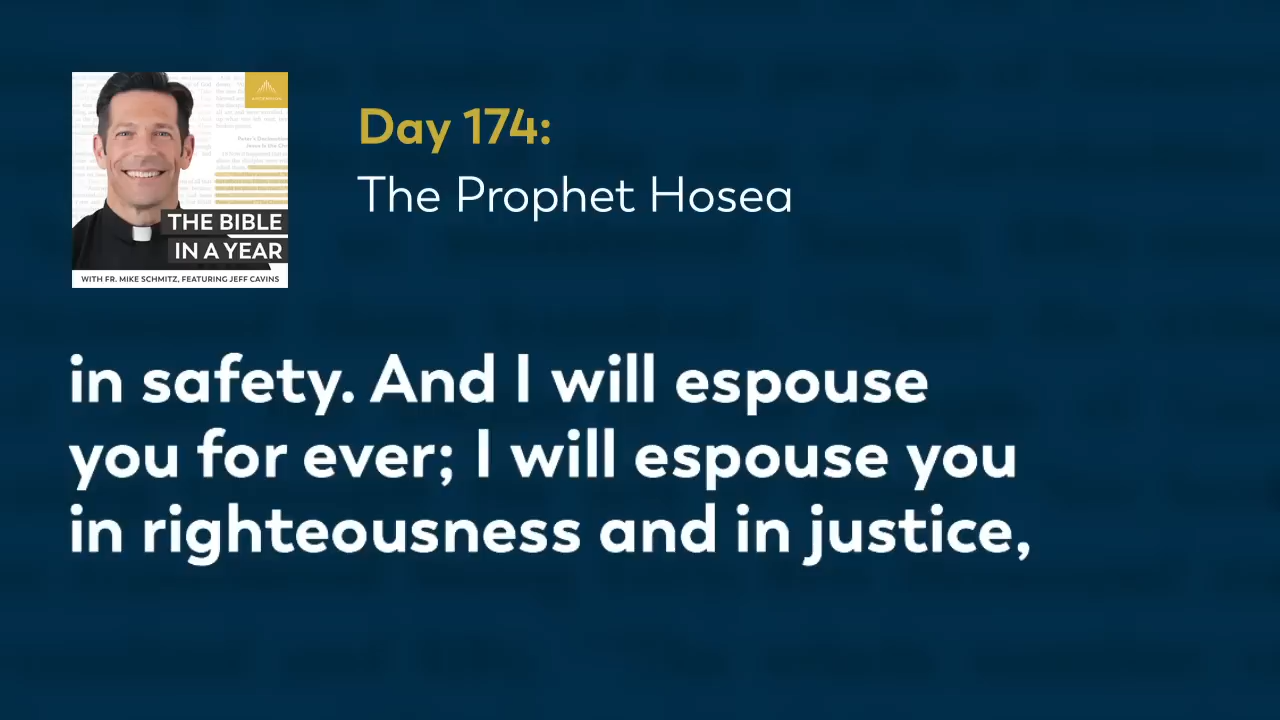 Day 174:
The Prophet Hosea
THE BIBLE
IN A YEAR
WITH FR. MIKE SCHMITZ, FEATURING JEFF CAVINS
in safety. And I will espouse
you for ever; I will espouse you
in righteousness and in justice,